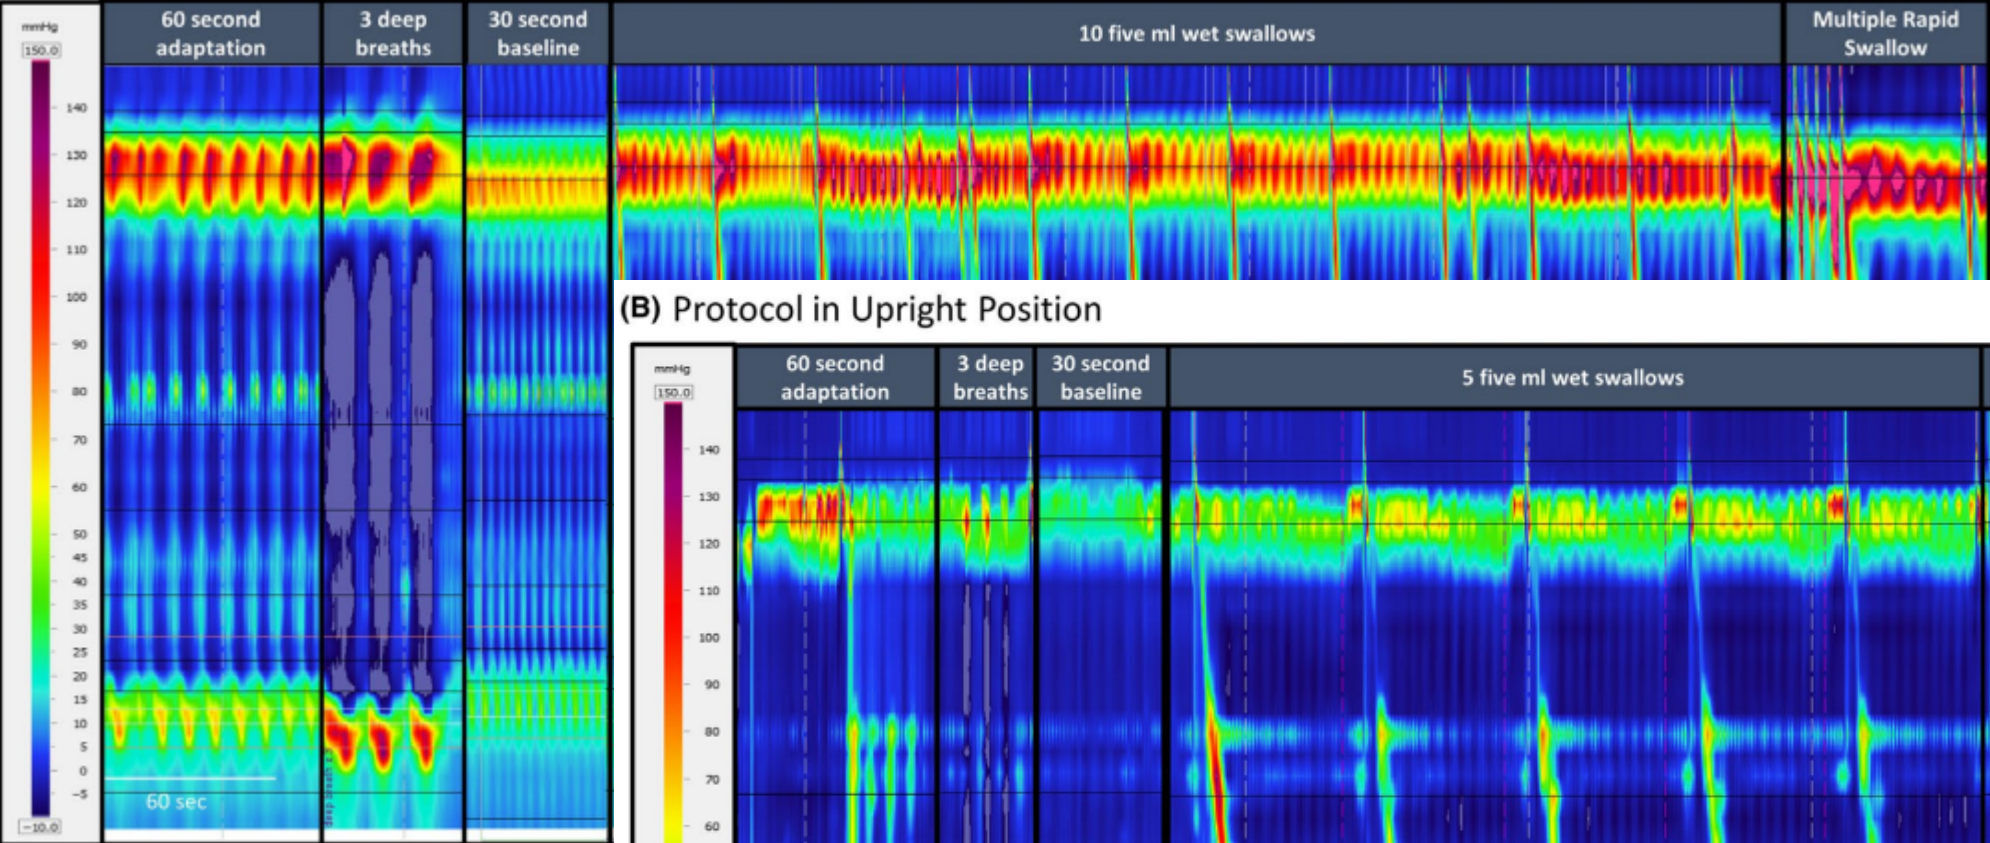 mmHg
150.0
140
130
120
110
100
90
80
70
60
50
45
40
35
30
25
20
15
10
5
0
−5
−10.0
60 second
adaptation
3 deep
breaths
30 second
baseline
10 five ml wet swallows
Multiple Rapid
Swallow
60 sec
(B) Protocol in Upright Position
mmHg
150.0
140
130
120
110
100
90
80
70
60
60 second
adaptation
3 deep
breaths
30 second
baseline
5 five ml wet swallows